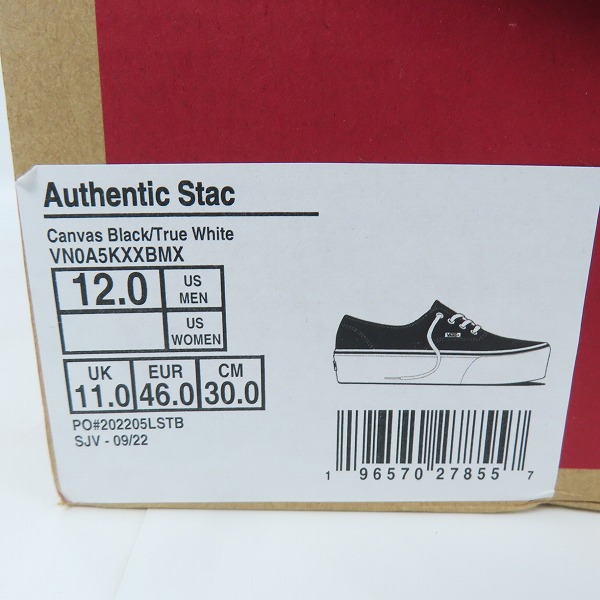 Authentic Stac
Canvas Black/True White
VN0A5KXXBMX
12.0 US MEN
US WOMEN
UK 11.0 EUR 46.0 CM 30.0
PO#202205LSTB
SJV - 09/22
VANS
1 96570 27855 7